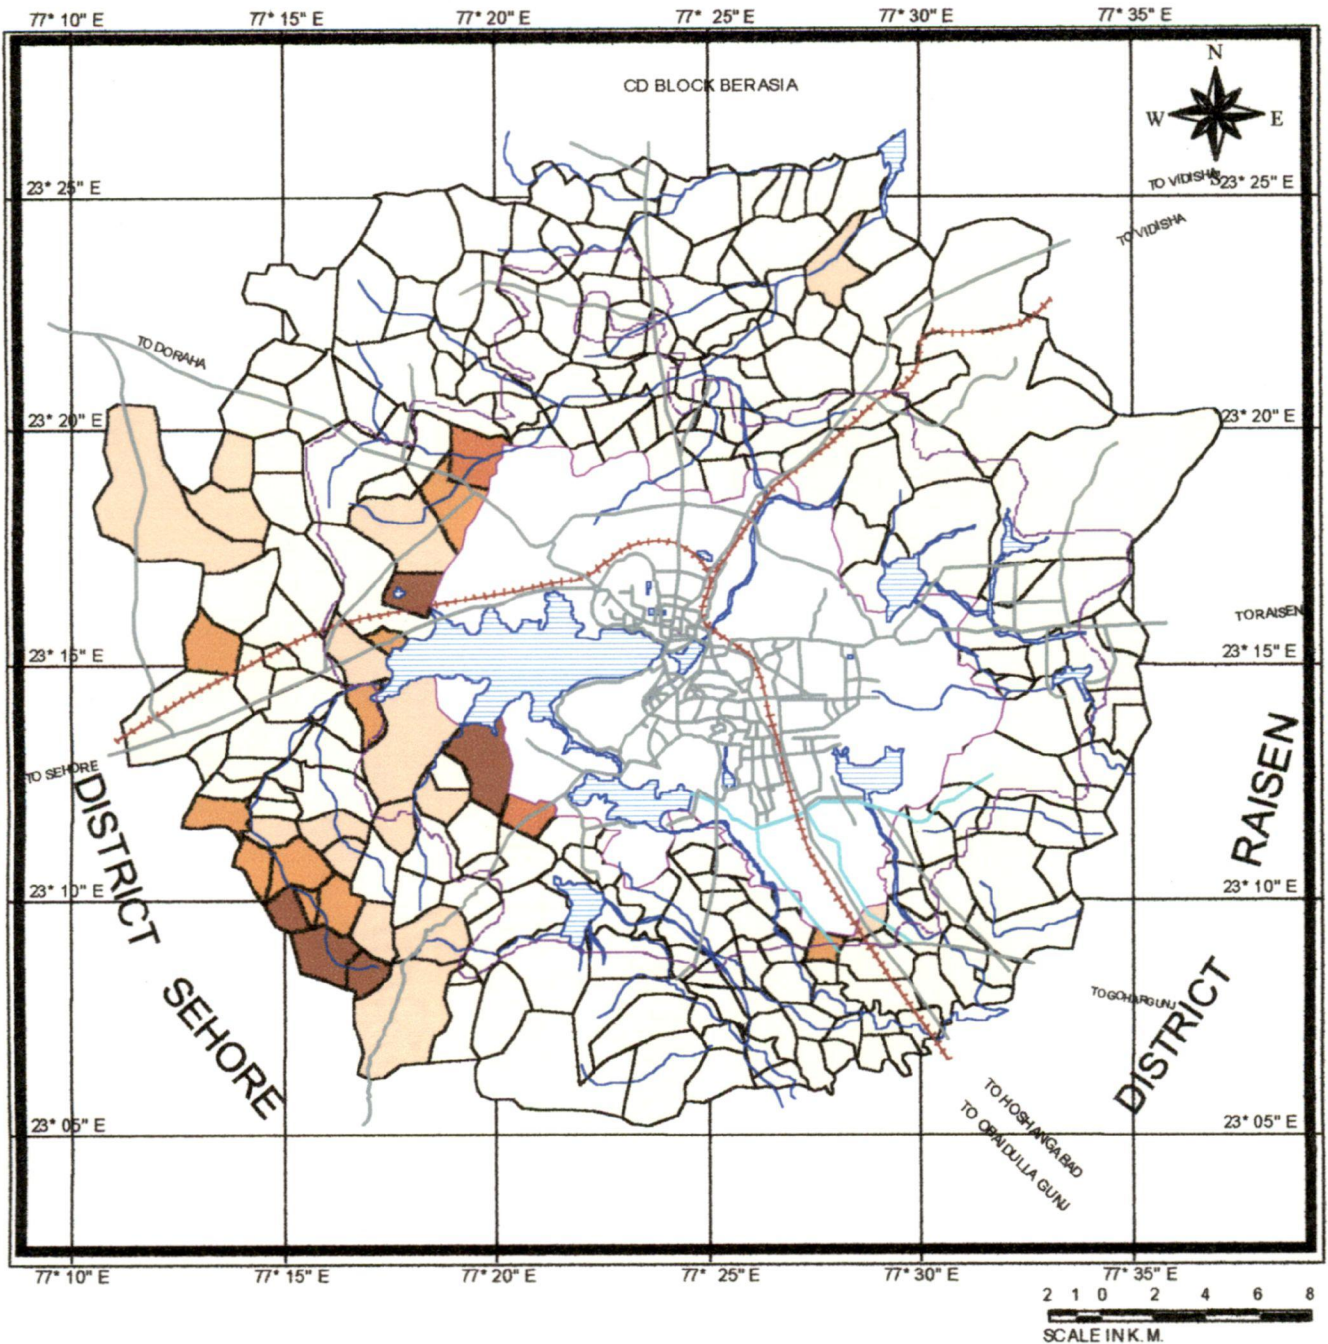 77* 10" E 77* 15" E 77* 20" E 77* 25" E 77* 30" E 77* 35" E
CD BLOCK BERASIA
N
W E
S
TO VIDISHA
23* 25" E 23* 25" E
TO VIDISHA
TO DORAHA
23* 20" E 23* 20" E
TO RAISEN
23* 15" E 23* 15" E
TO SEHORE
DISTRICT SEHORE
RAISEN
DISTRICT
23* 10" E 23* 10" E
TO GOHARGUNJ
TO HOSHANGABAD
TO OBAIDULLA GUNJ
23* 05" E 23* 05" E
77* 10" E 77* 15" E 77* 20" E 77* 25" E 77* 30" E 77* 35" E
2 1 0 2 4 6 8
SCALE IN K. M.